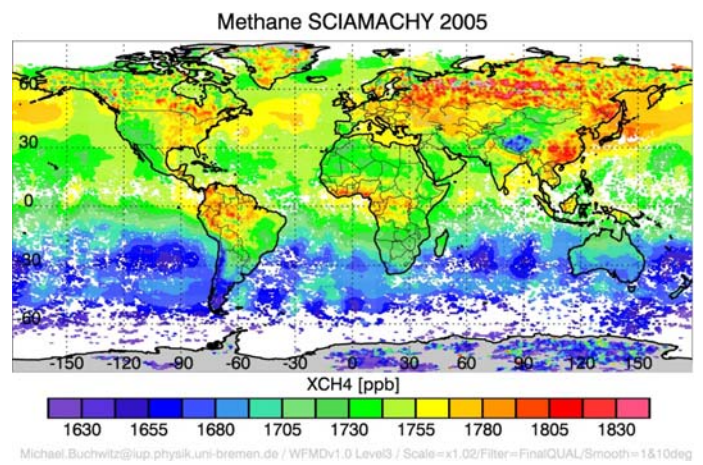 Methane SCIAMACHY 2005
60
30
0
-30
-60
-150 -120 -90 -60 -30 0 30 60 90 120 150
XCH4 [ppb]
1630 1655 1680 1705 1730 1755 1780 1805 1830
Michael.Buchwitz@iup.physik.uni-bremen.de / WFMDv1.0 Level3 / Scale=x1.02/Filter=FinalQUAL/Smooth=1&10deg